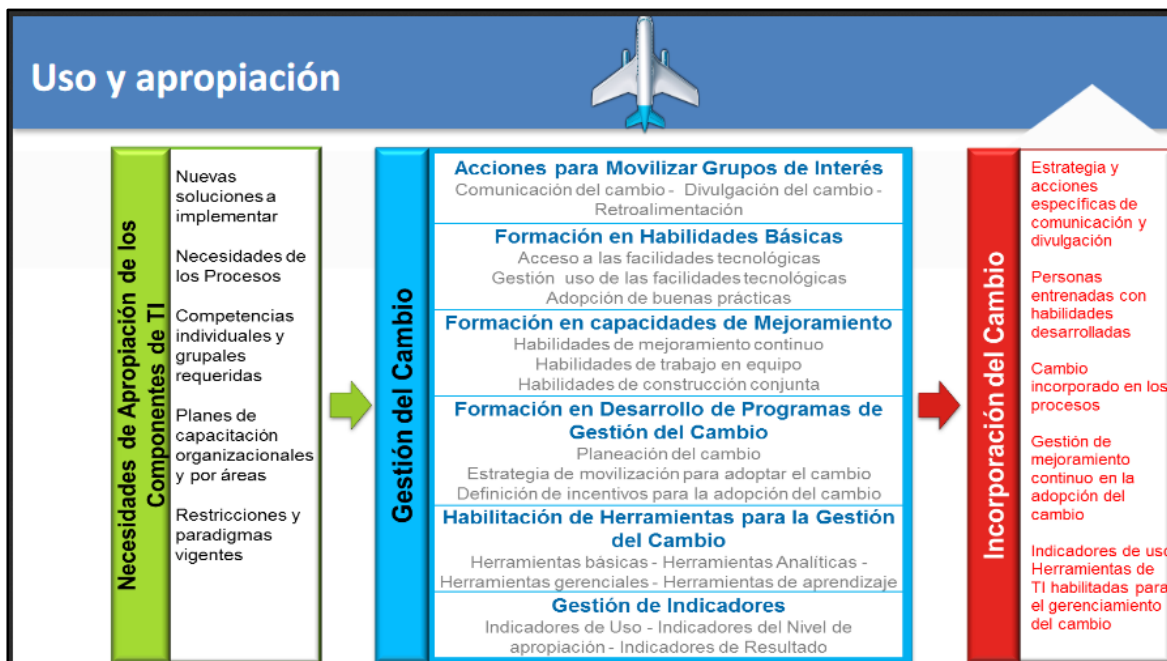 Uso y apropiación
Necesidades de Apropiación de los
Componentes de TI
Nuevas
soluciones a
implementar
Necesidades de
los Procesos
Competencias
individuales y
grupales
requeridas
Planes de
capacitación
organizacionales
y por áreas
Restricciones y
paradigmas
vigentes
Gestión del Cambio
Acciones para Movilizar Grupos de Interés
Comunicación del cambio - Divulgación del cambio -
Retroalimentación
Formación en Habilidades Básicas
Acceso a las facilidades tecnológicas
Gestión uso de las facilidades tecnológicas
Adopción de buenas prácticas
Formación en capacidades de Mejoramiento
Habilidades de mejoramiento continuo
Habilidades de trabajo en equipo
Habilidades de construcción conjunta
Formación en Desarrollo de Programas de
Gestión del Cambio
Planeación del cambio
Estrategia de movilización para adoptar el cambio
Definición de incentivos para la adopción del cambio
Habilitación de Herramientas para la Gestión
del Cambio
Herramientas básicas - Herramientas Analíticas -
Herramientas gerenciales - Herramientas de aprendizaje
Gestión de Indicadores
Indicadores de Uso - Indicadores del Nivel de
apropiación - Indicadores de Resultado
Incorporación del Cambio
Estrategia y
acciones
específicas de
comunicación y
divulgación
Personas
entrenadas con
habilidades
desarrolladas
Cambio
incorporado en los
procesos
Gestión de
mejoramiento
continuo en la
adopción del
cambio
Indicadores de uso
Herramientas de
TI habilitadas para
el gerenciamiento
del cambio